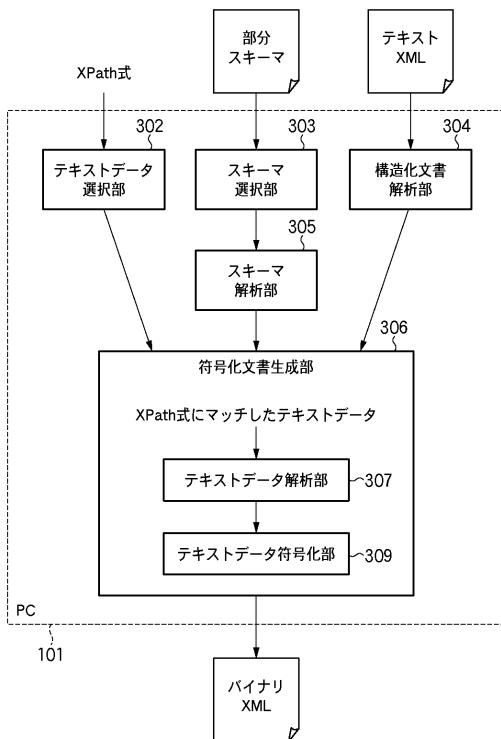 部分
スキーマ
テキスト
XML
XPath式
302
303
304
テキストデータ
選択部
スキーマ
選択部
構造化文書
解析部
305
スキーマ
解析部
306
符号化文書生成部
XPath式にマッチしたテキストデータ
テキストデータ解析部
307
テキストデータ符号化部
309
PC
101
バイナリ
XML